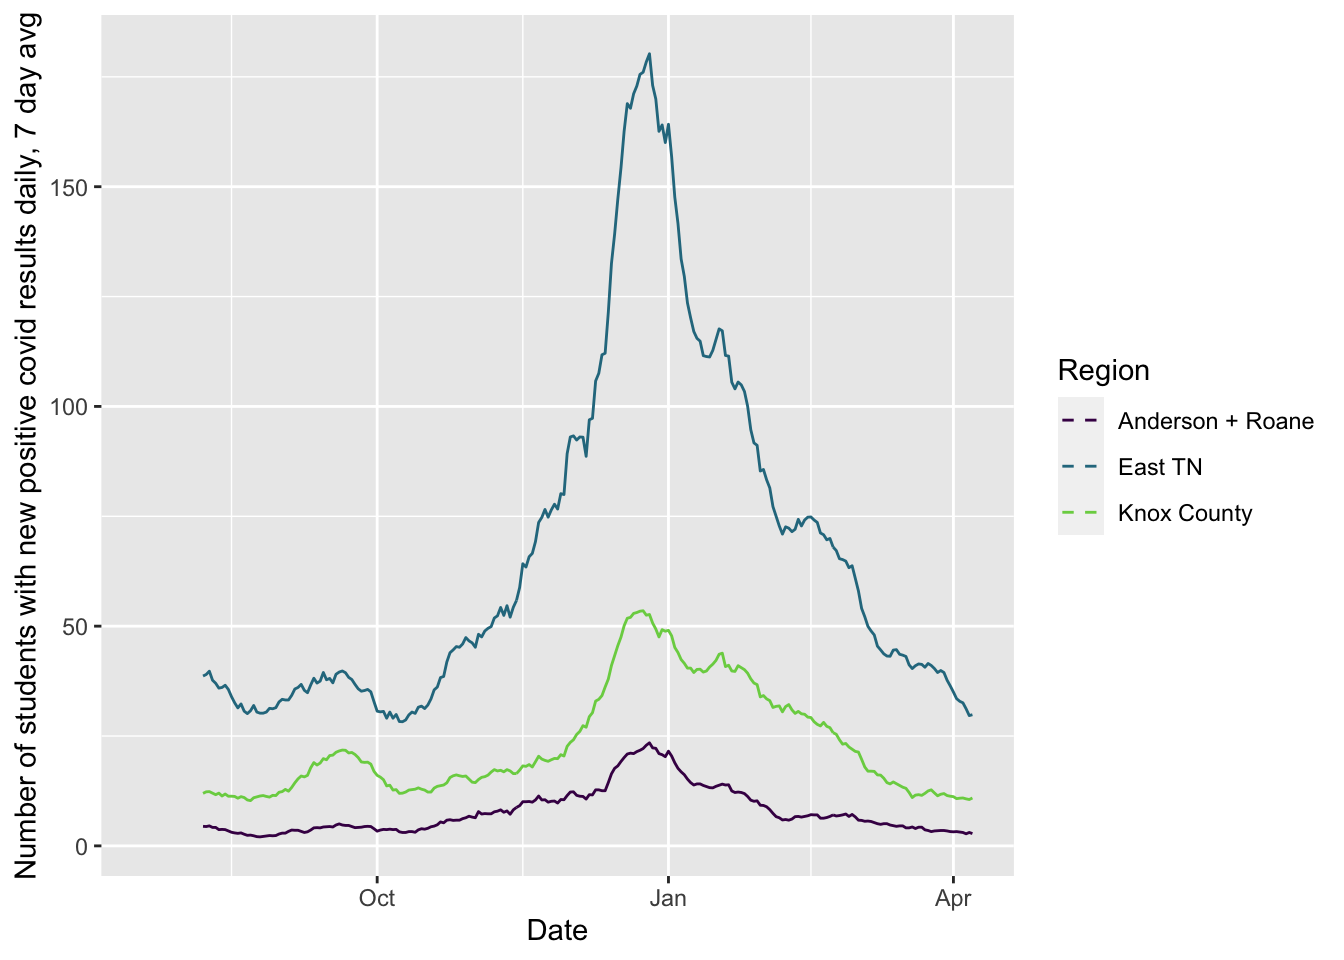 Number of students with new positive covid results daily, 7 day avg
150
100
50
0
Oct
Jan
Apr
Date
Region
Anderson + Roane
East TN
Knox County